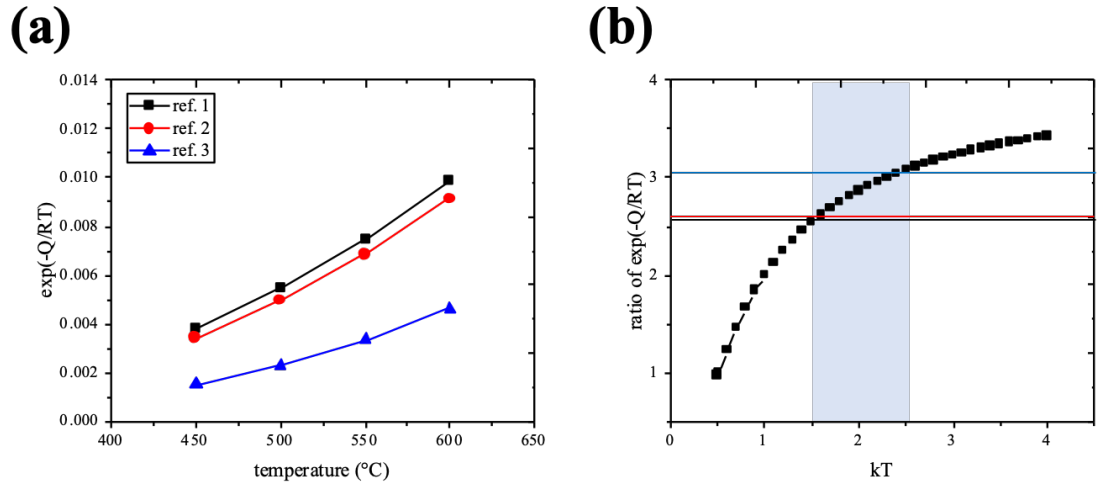 (a)
0.014
0.012
0.010
0.008
0.006
0.004
0.002
0.000
exp(-Q/RT)
ref. 1
ref. 2
ref. 3
400
450
500
550
600
650
temperature (°C)
(b)
4
3
2
1
ratio of exp(-Q/RT)
0
1
2
3
4
kT